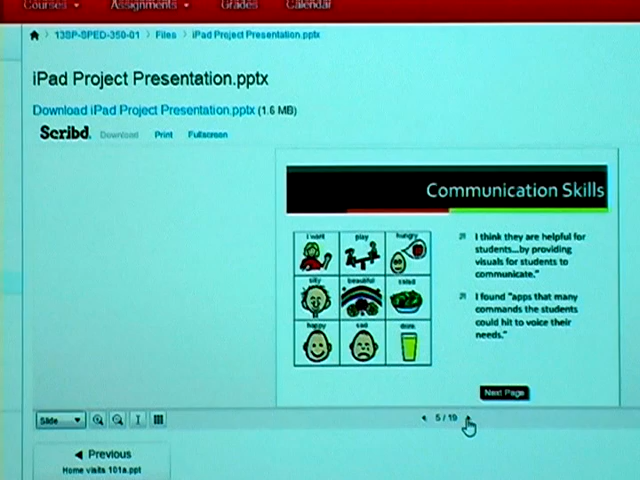 Courses Assignments Grades Calendar
13SP-SPED-350-01 Files iPad Project Presentation.pptx
iPad Project Presentation.pptx
Download iPad Project Presentation.pptx (1.6 MB)
Scribd. Download Print Fullscreen
Communication Skills
I want play hungry
silly beautiful salad
happy sad drink
I think they are helpful for
students...by providing
visuals for students to
communicate."
I found "apps that many
commands the students
could hit to voice their
needs."
Next Page
Slide 5 / 19
Previous
Home visits 101a.ppt